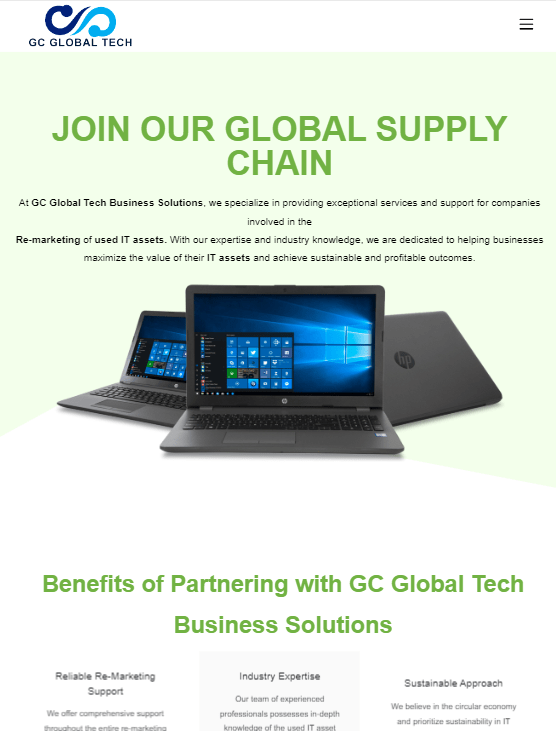 GC GLOBAL TECH
JOIN OUR GLOBAL SUPPLY
CHAIN
At GC Global Tech Business Solutions, we specialize in providing exceptional services and support for companies
involved in the
Re-marketing of used IT assets. With our expertise and industry knowledge, we are dedicated to helping businesses
maximize the value of their IT assets and achieve sustainable and profitable outcomes.
hp
Benefits of Partnering with GC Global Tech
Business Solutions
Reliable Re-Marketing
Support
We offer comprehensive support
throughout the entire re-marketing
Industry Expertise
Our team of experienced
professionals possesses in-depth
knowledge of the used IT asset
Sustainable Approach
We believe in the circular economy
and prioritize sustainability in IT